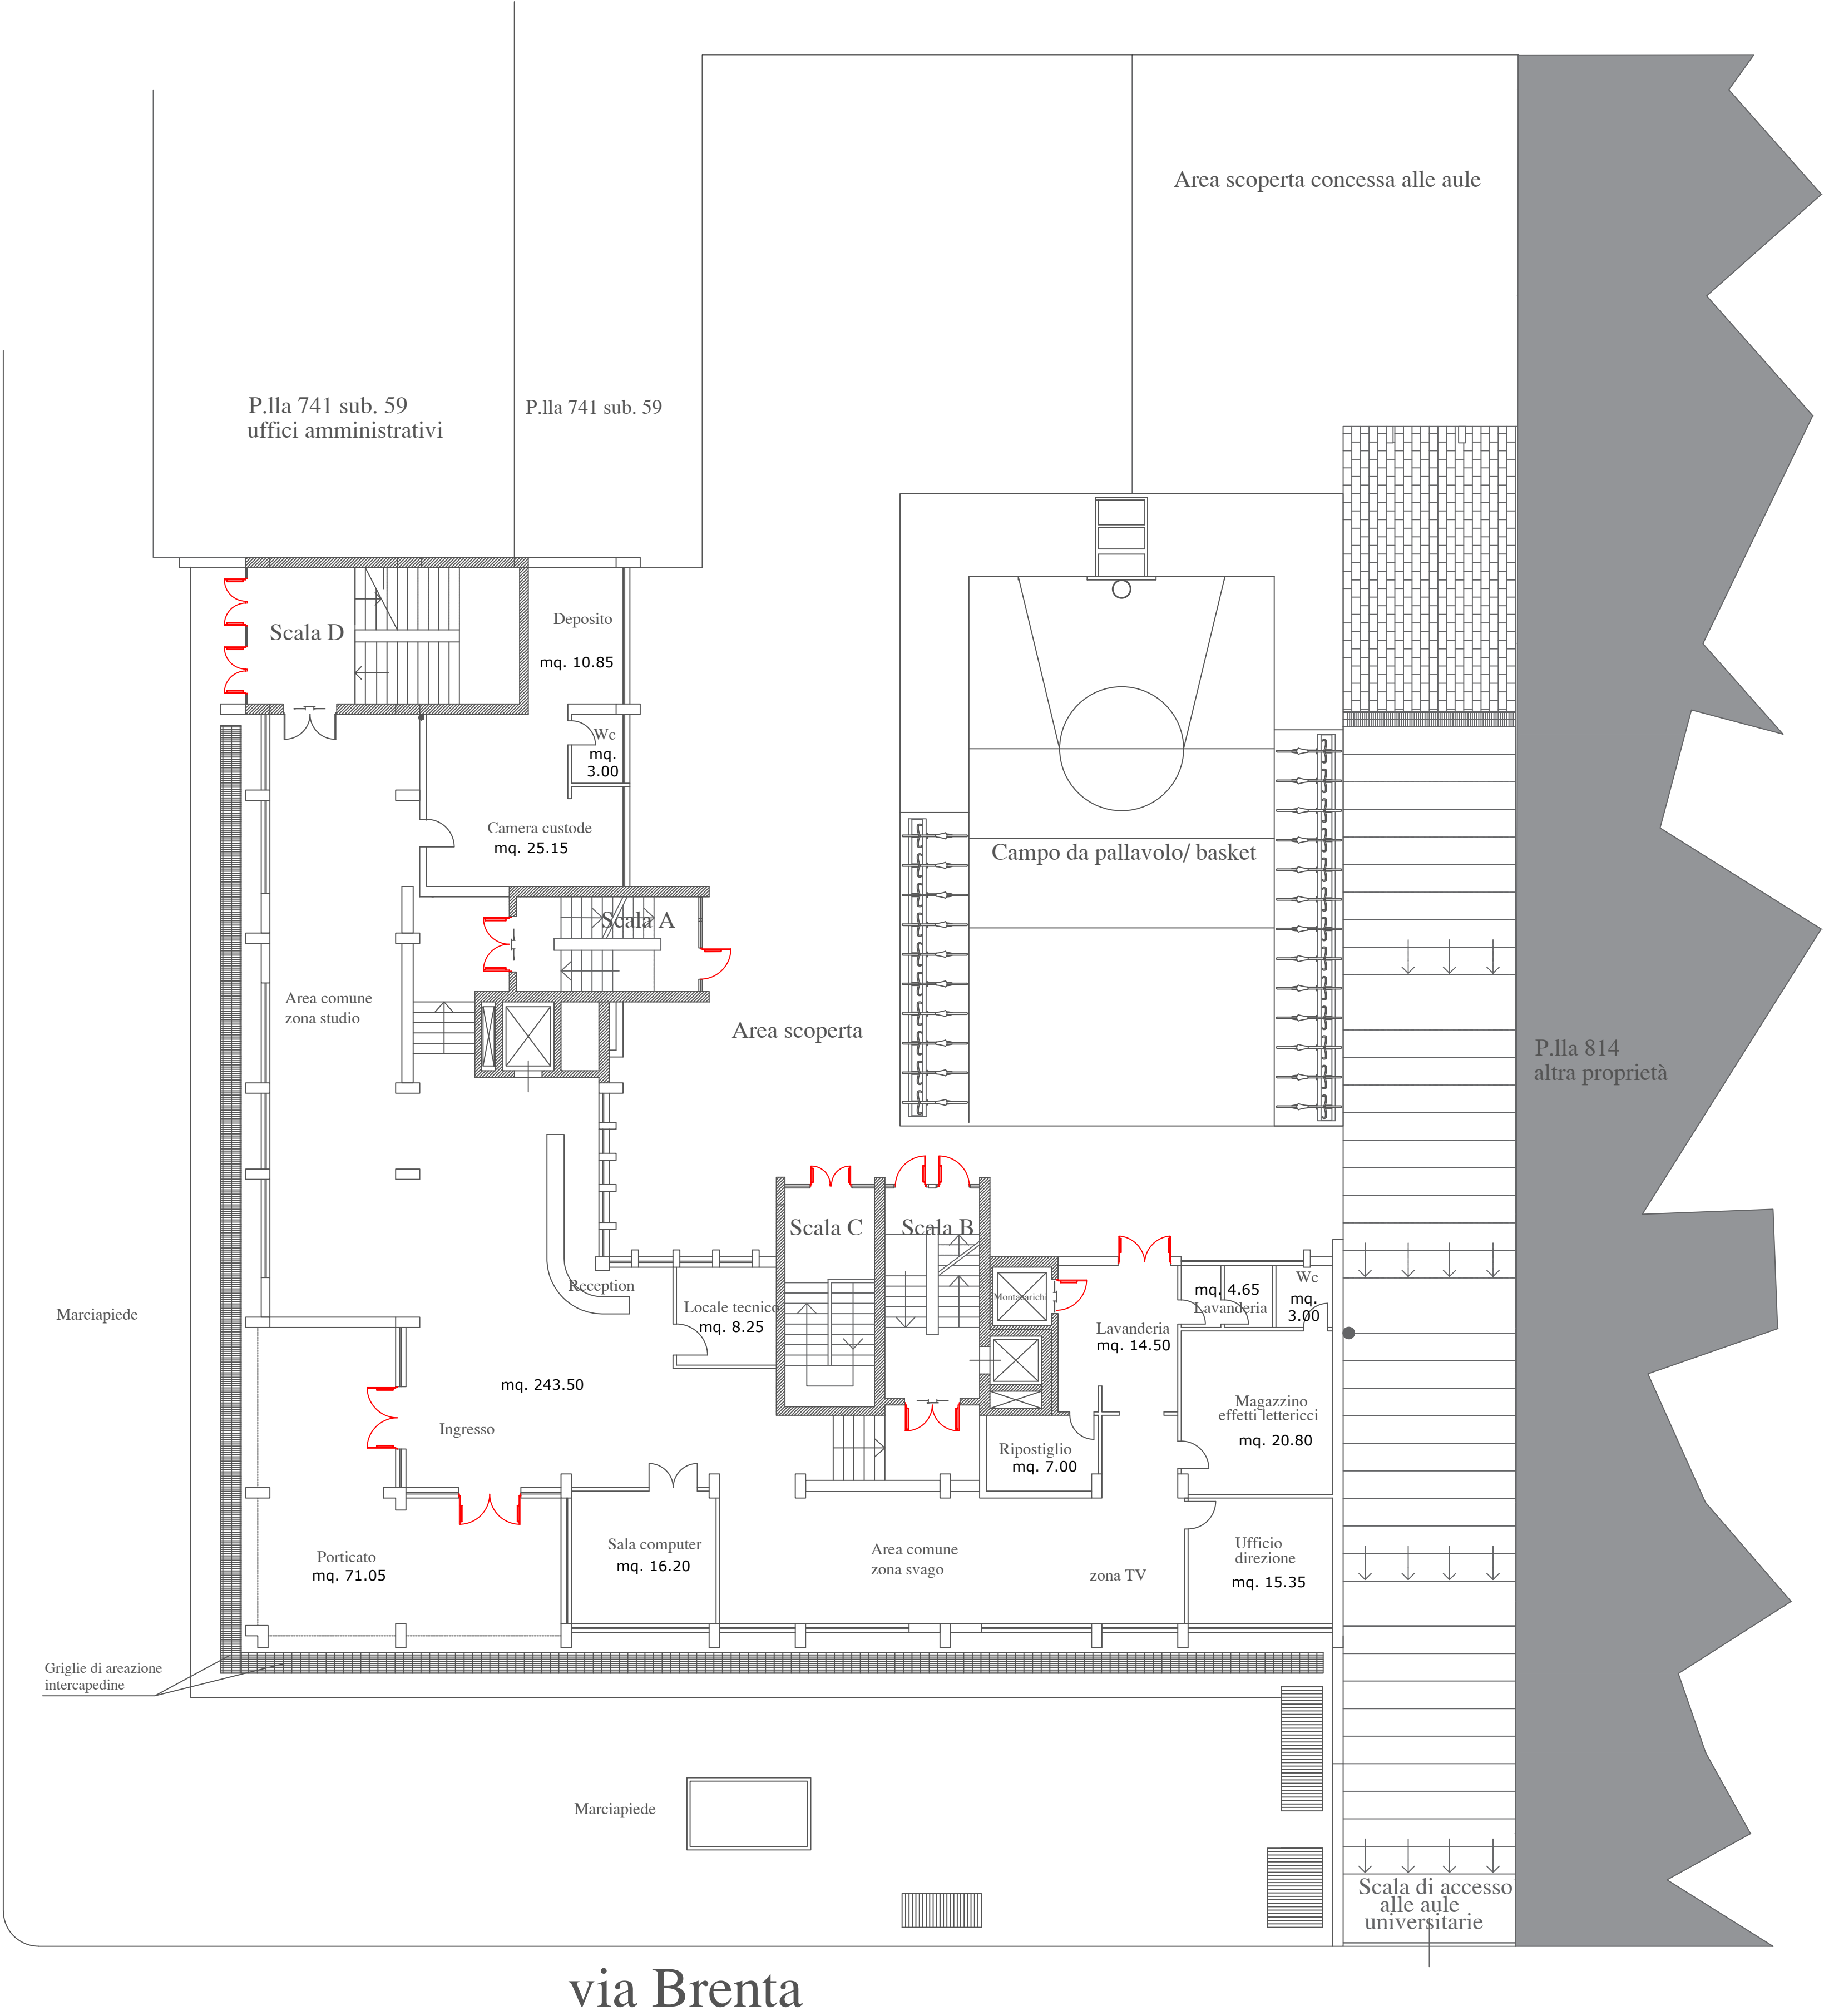 Area scoperta concessa alle aule
P.lla 741 sub. 59
uffici amministrativi
P.lla 741 sub. 59
Scala D
Deposito
mq. 10.85
Wc
mq.
3.00
Camera custode
mq. 25.15
Campo da pallavolo/ basket
Scala A
Area comune
zona studio
Area scoperta
P.lla 814
altra proprietà
Scala C
Scala B
Reception
Marciapiede
Locale tecnico
mq. 8.25
Montacarichi
mq. 4.65
Lavanderia
Wc
mq.
3.00
Lavanderia
mq. 14.50
mq. 243.50
Ingresso
Magazzino
effetti lettericci
mq. 20.80
Ripostiglio
mq. 7.00
Porticato
mq. 71.05
Sala computer
mq. 16.20
Area comune
zona svago
zona TV
Ufficio
direzione
mq. 15.35
Griglie di areazione
intercapedine
Marciapiede
Scala di accesso
alle aule
universitarie
via Brenta